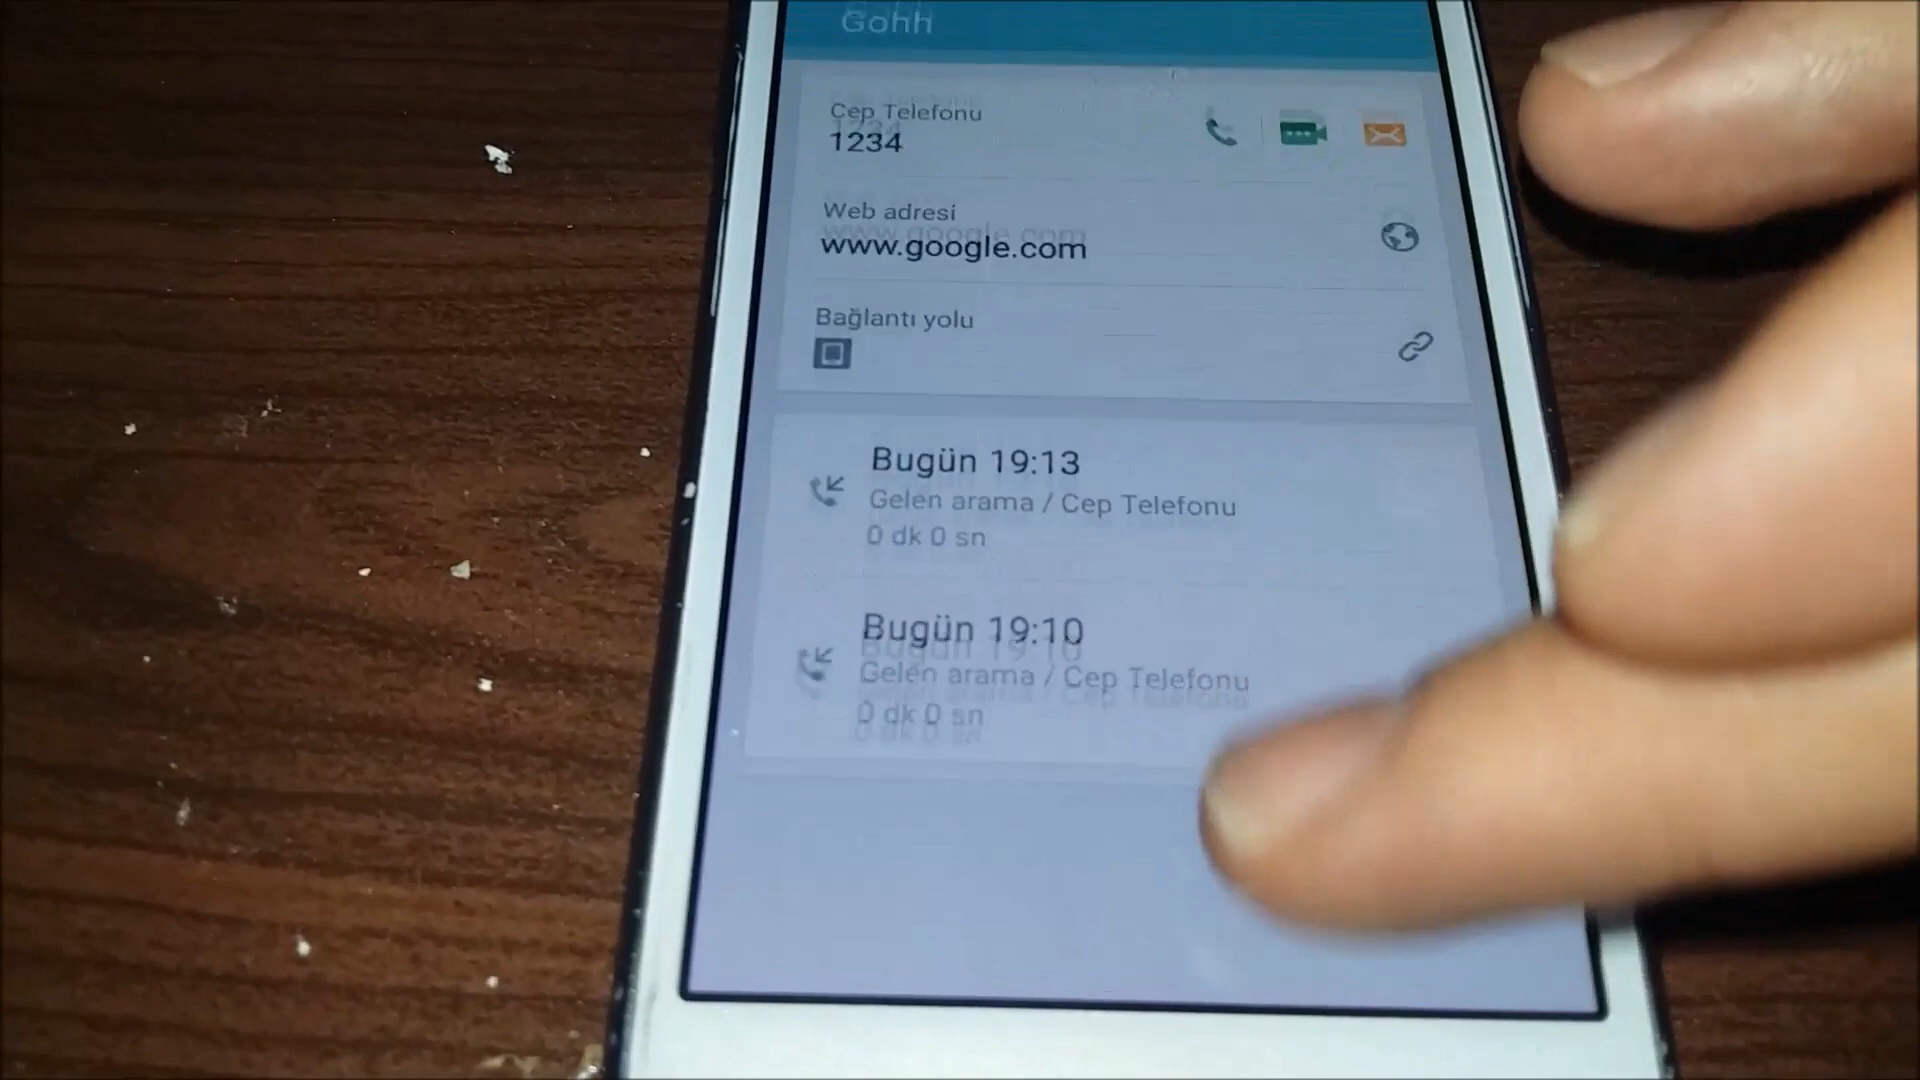 Gohh
Cep Telefonu
1234
Web adresi
www.google.com
Bağlantı yolu
Bugün 19:13
Gelen arama / Cep Telefonu
0 dk 0 sn
Bugün 19:10
Gelen arama / Cep Telefonu
0 dk 0 sn